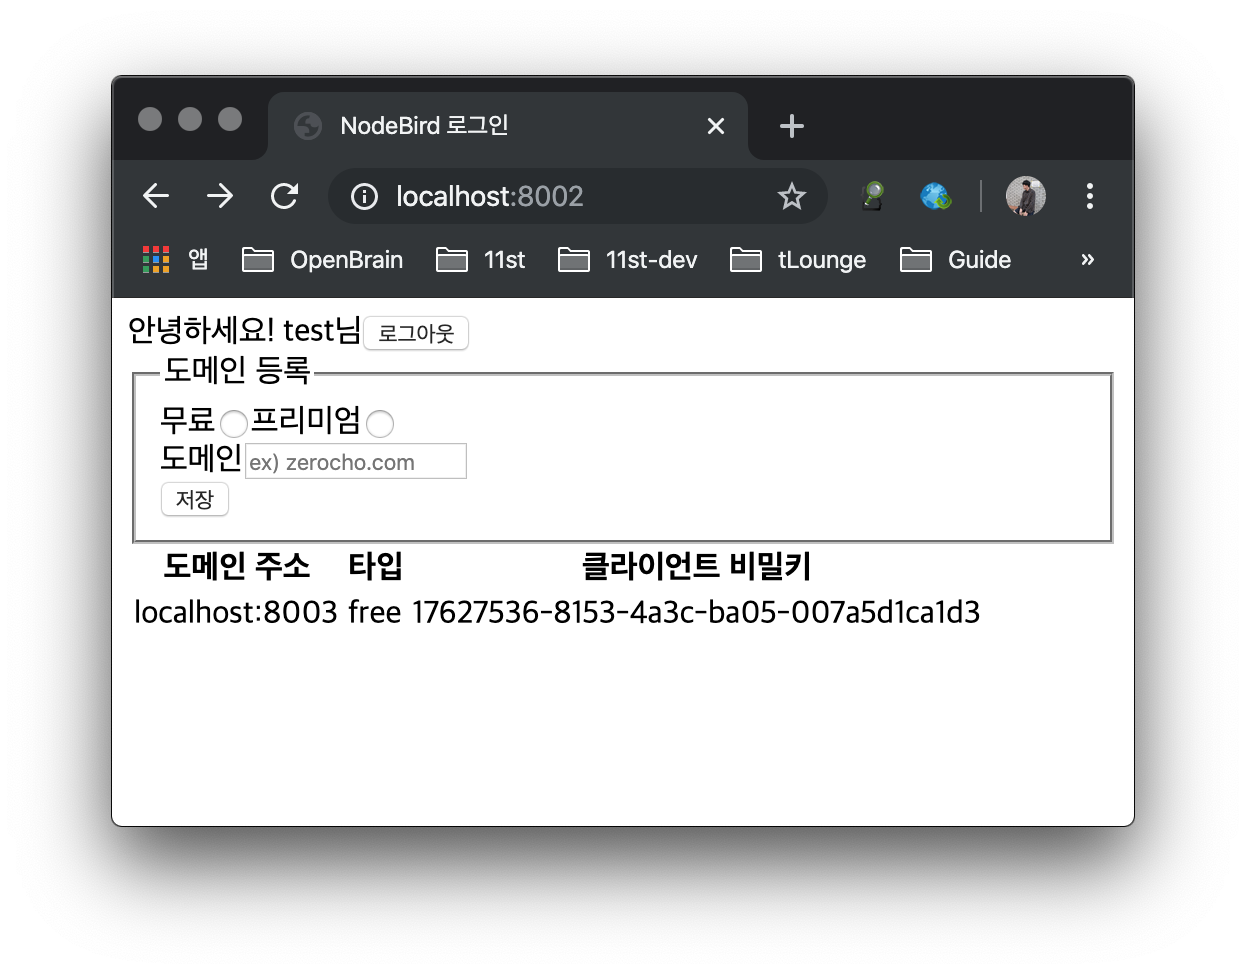 NodeBird 로그인
localhost:8002
앱 OpenBrain 11st 11st-dev tLounge Guide »
안녕하세요! test님 로그아웃
도메인 등록
무료 프리미엄
도메인 ex) zerocho.com
저장
도메인 주소 타입 클라이언트 비밀키
localhost:8003 free 17627536-8153-4a3c-ba05-007a5d1ca1d3